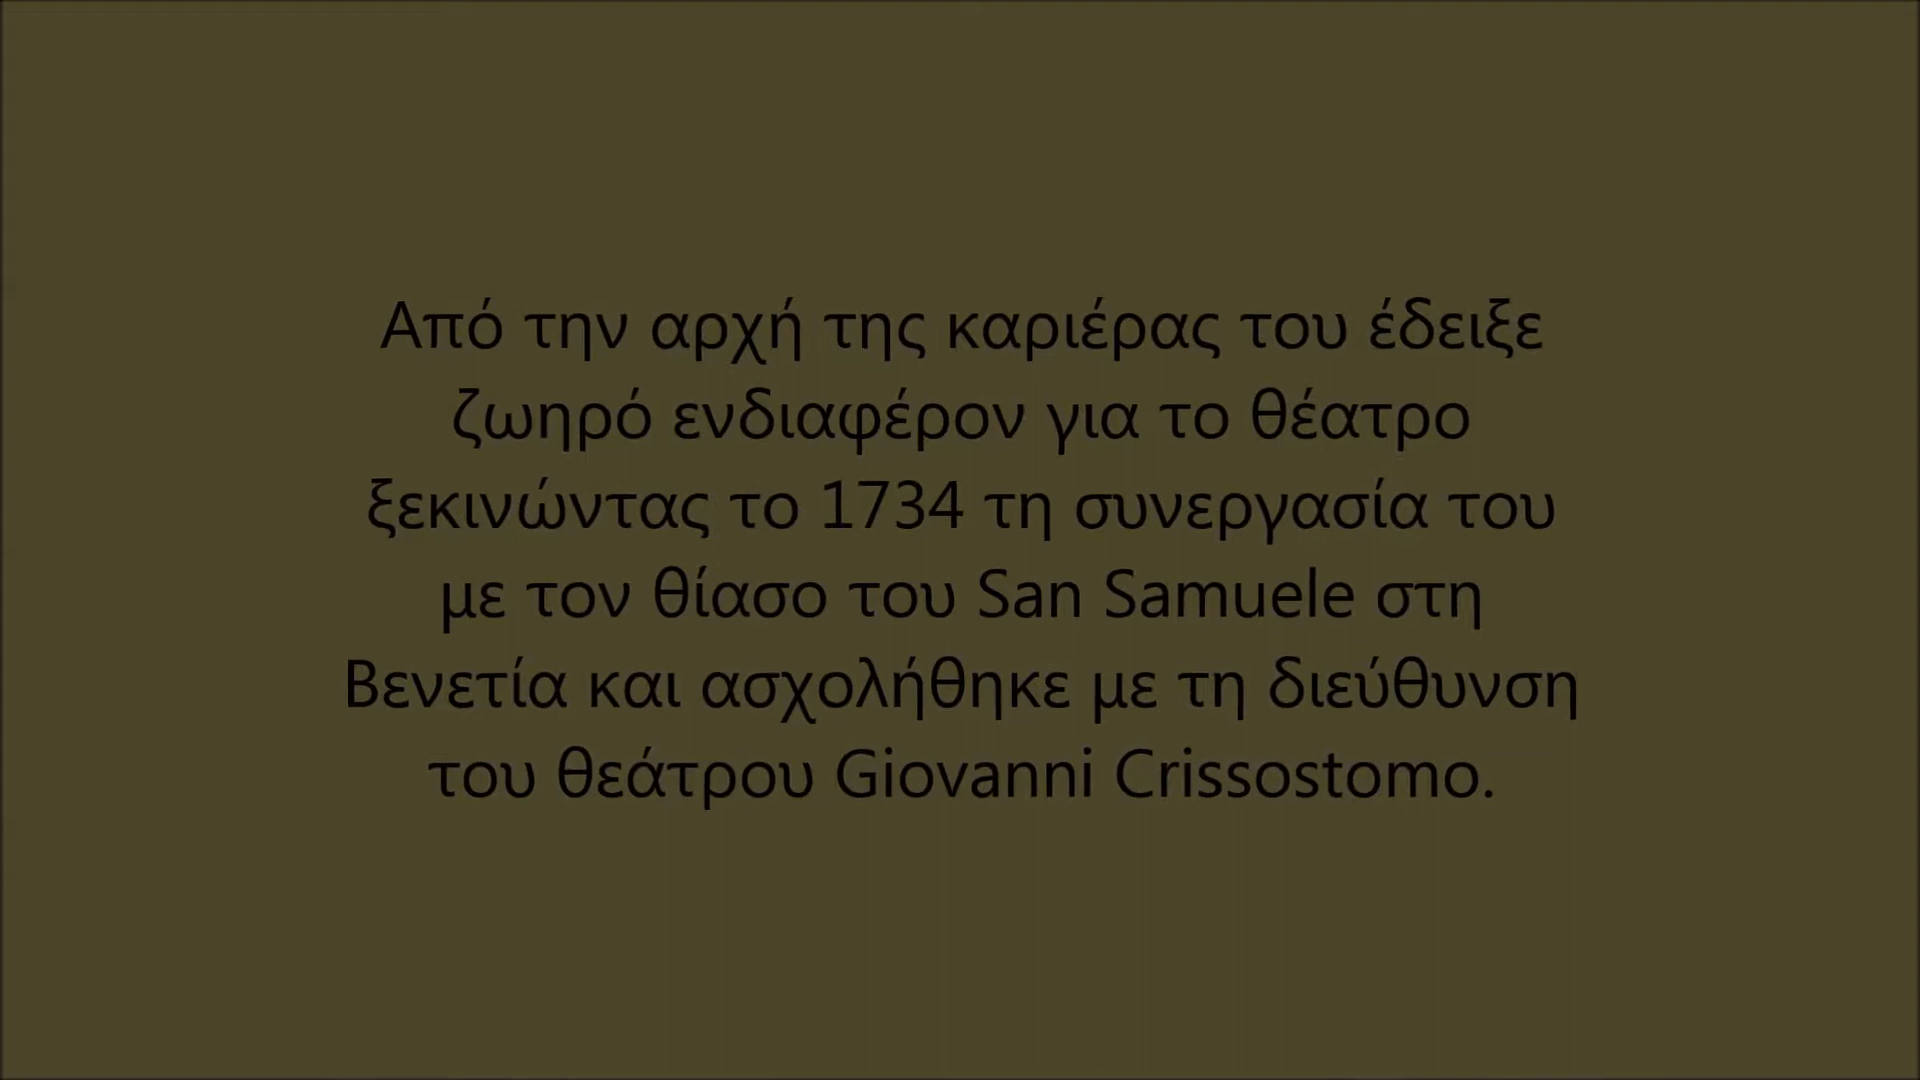 Από την αρχή της καριέρας του έδειξε
ζωηρό ενδιαφέρον για το θέατρο
ξεκινώντας το 1734 τη συνεργασία του
με τον θίασο του San Samuele στη
Βενετία και ασχολήθηκε με τη διεύθυνση
του θεάτρου Giovanni Crissostomo.